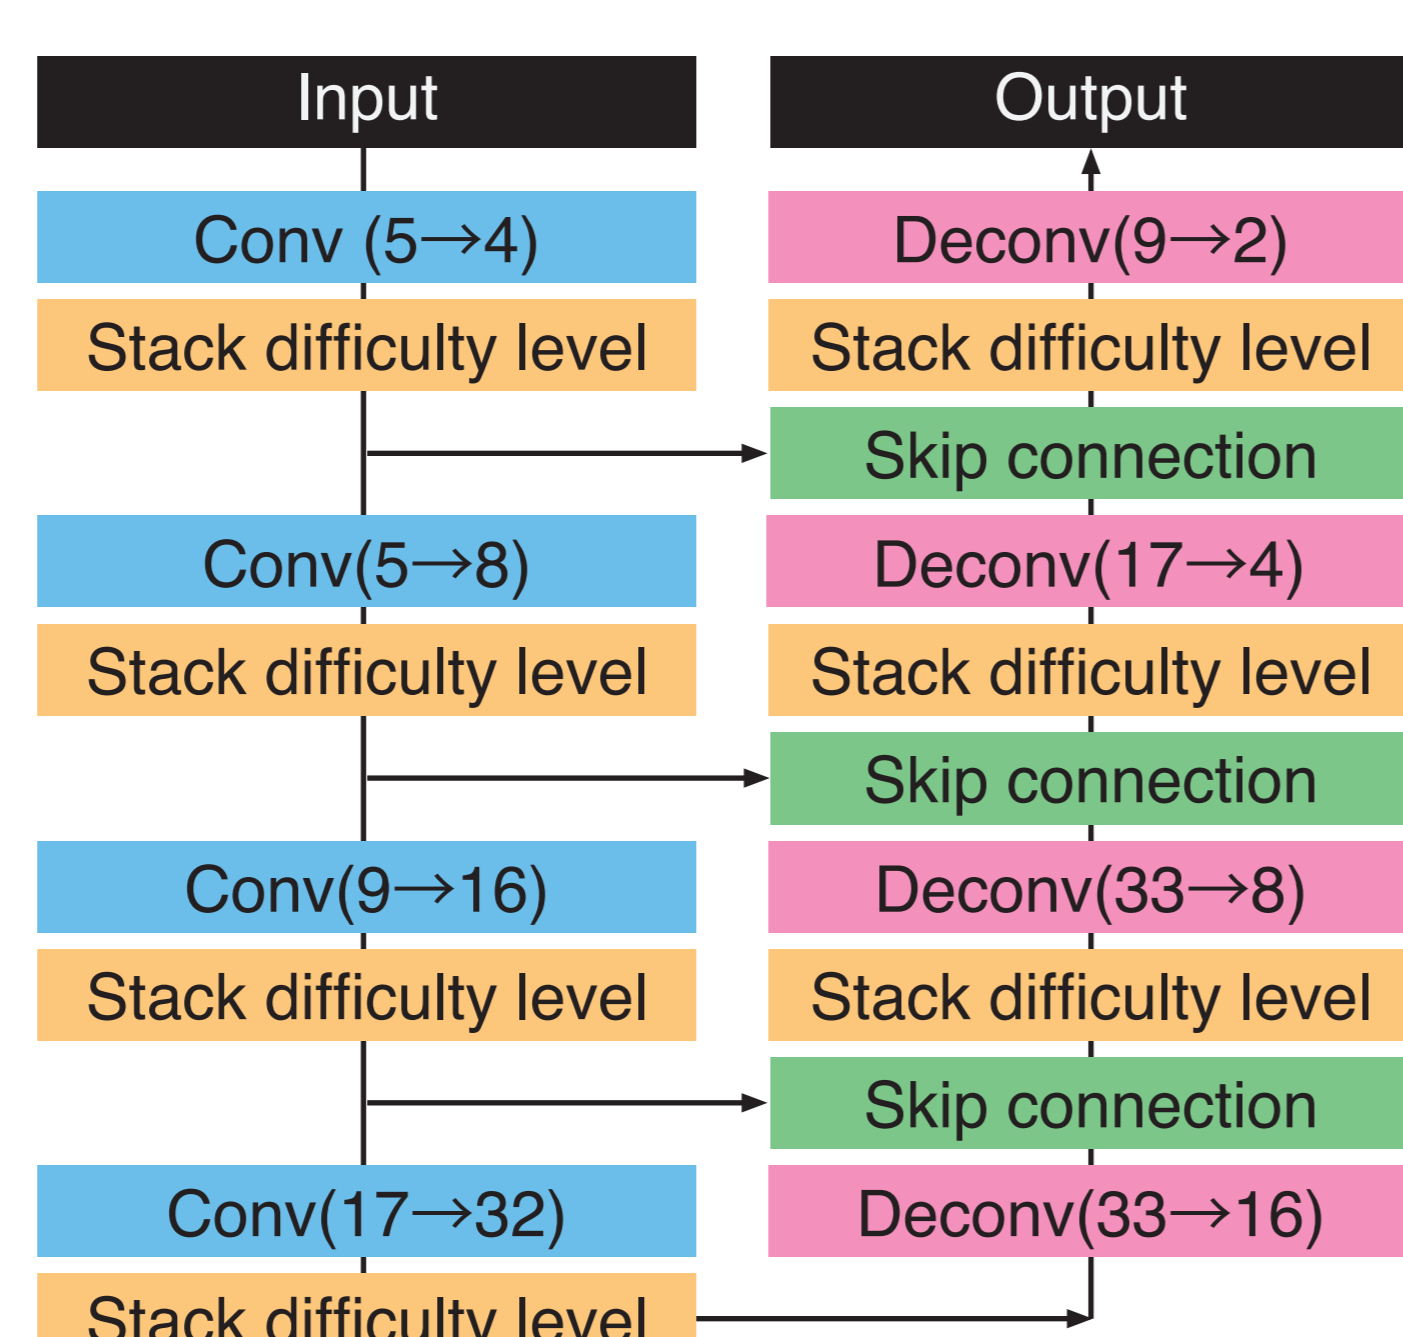 Input
Conv (5→4)
Stack difficulty level
Conv(5→8)
Stack difficulty level
Conv(9→16)
Stack difficulty level
Conv(17→32)
Stack difficulty level
Output
Deconv(9→2)
Stack difficulty level
Skip connection
Deconv(17→4)
Stack difficulty level
Skip connection
Deconv(33→8)
Stack difficulty level
Skip connection
Deconv(33→16)